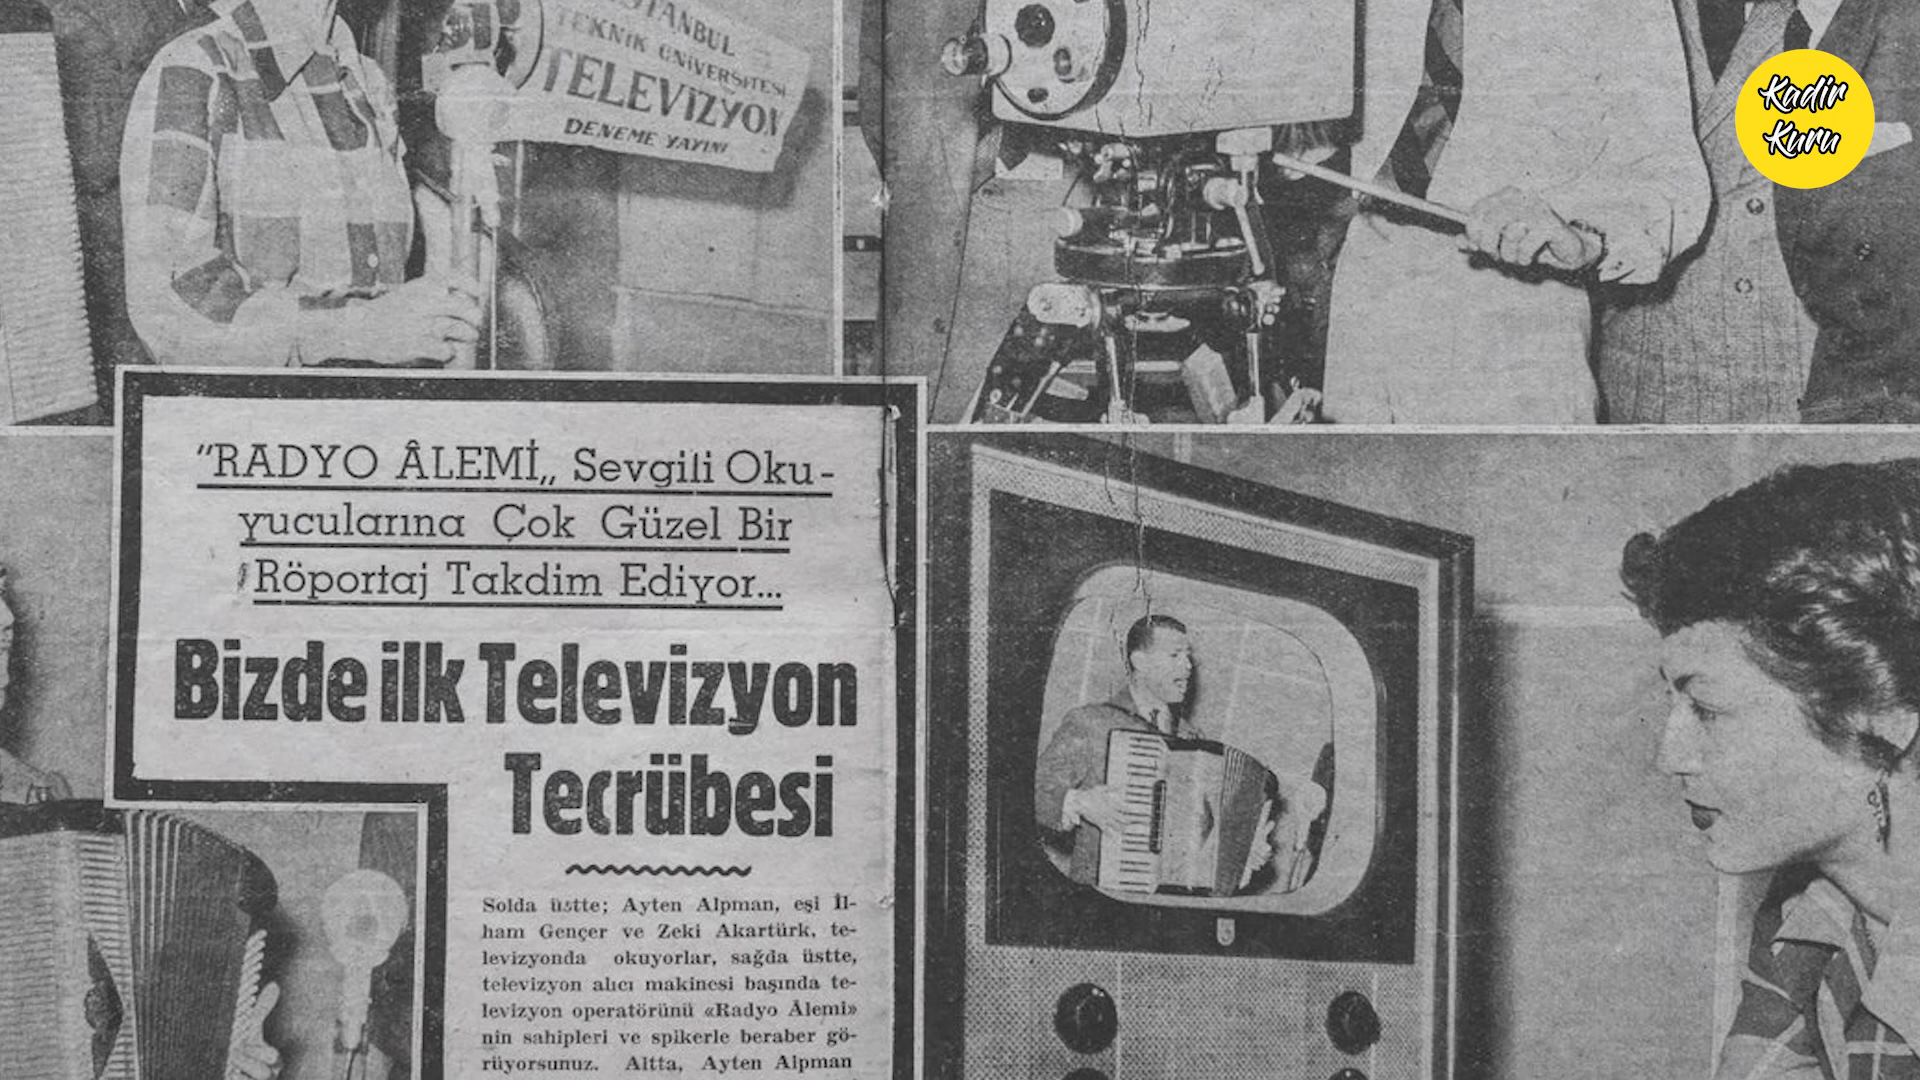 İSTANBUL
TEKNİK ÜNİVERSİTESİ
TELEVİZYON
DENEME YAYINI
Kadir
Kuru
"RADYO ÂLEMİ„ Sevgili Oku-
yucularına Çok Güzel Bir
Röportaj Takdim Ediyor...
Bizde ilk Televizyon
Tecrübesi
Solda üstte; Ayten Alpman, eşi İl-
ham Gençer ve Zeki Akartürk, te-
levizyonda okuyorlar, sağda üstte,
televizyon alıcı makinesi başında te-
levizyon operatörünü «Radyo Âlemi»
nin sahipleri ve spikerle beraber gö-
rüyorsunuz. Altta, Ayten Alpman